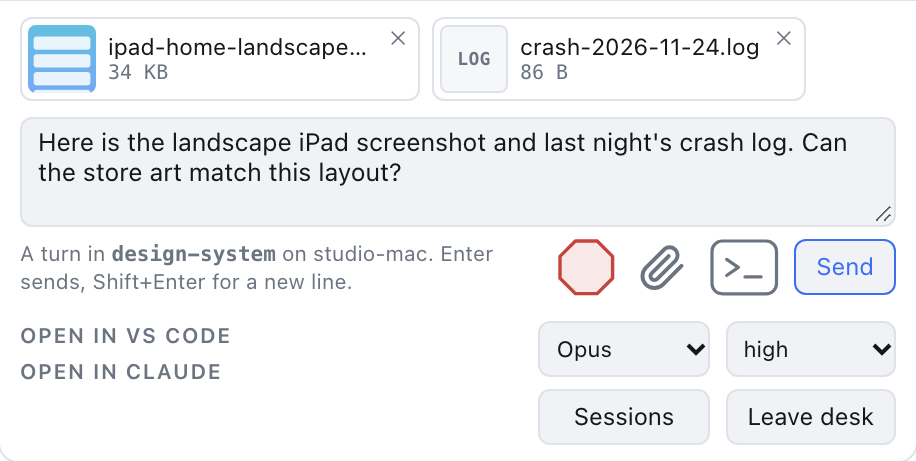 ipad-home-landscape...
34 KB
LOG
crash-2026-11-24.log
86 B
Here is the landscape iPad screenshot and last night's crash log. Can
the store art match this layout?
A turn in design-system on studio-mac. Enter
sends, Shift+Enter for a new line.
>_
Send
OPEN IN VS CODE
OPEN IN CLAUDE
Opus
high
Sessions
Leave desk